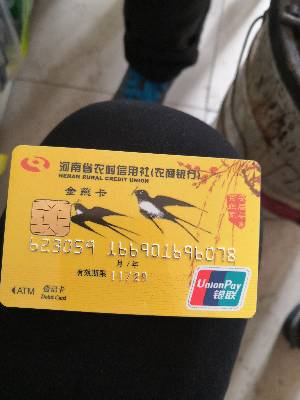 河南省农村信用社(农商银行)
HENAN RURAL CREDIT UNION
金燕卡
623059 166901696078
月/年
有效期限 11/28
◁ATM 借记卡
Debit Card
UnionPay
银联